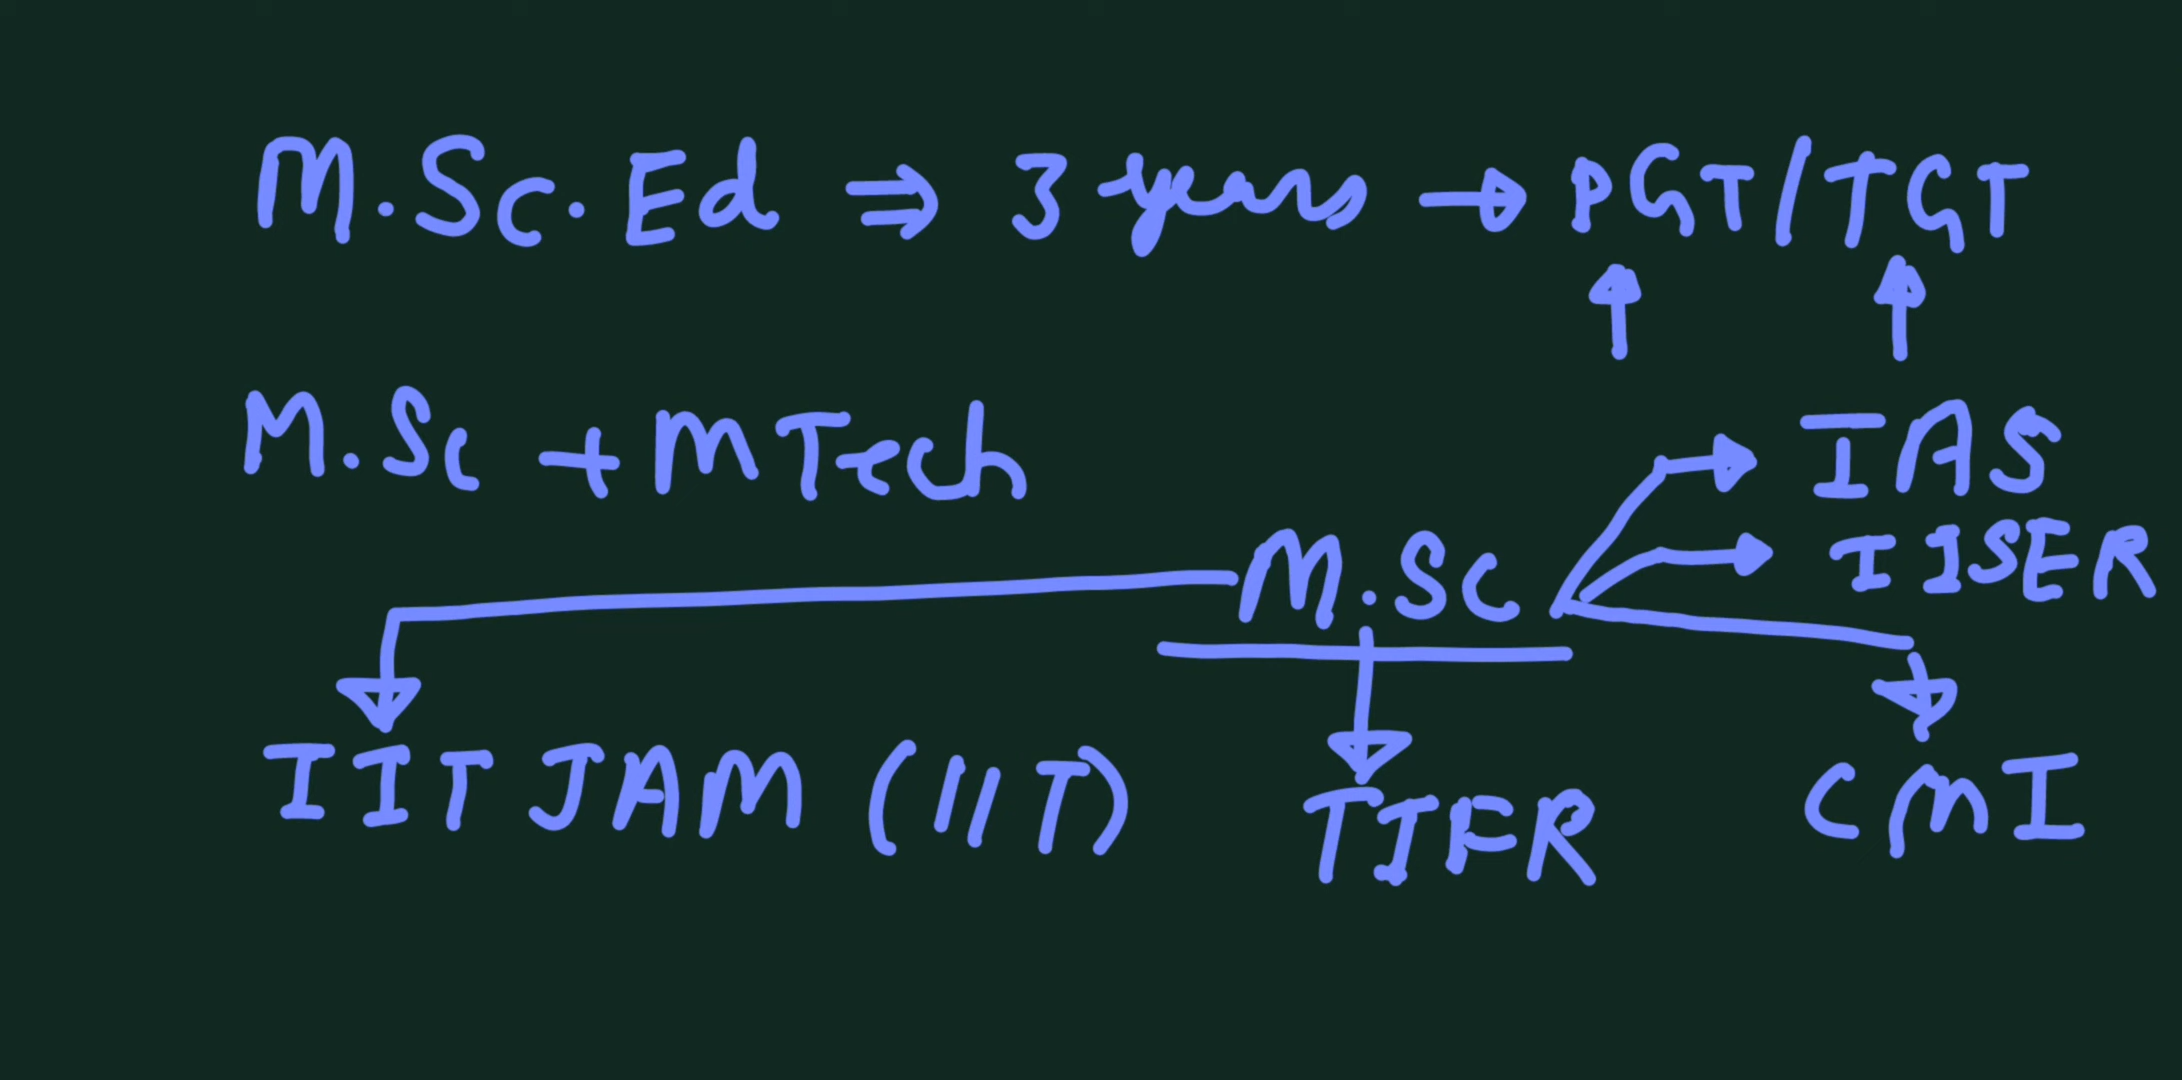 M.Sc.Ed ⇒ 3 years → PGT/TGT
M.Sc + MTech
IAS
M.Sc
IISER
IIT JAM (IIT)
TIFR
CMI